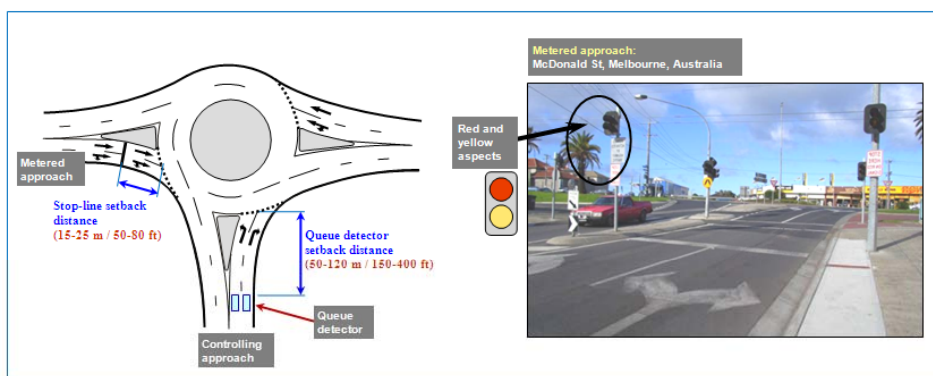 Metered
approach
Stop-line setback
distance
(15-25 m / 50-80 ft)
Queue detector
setback distance
(50-120 m / 150-400 ft)
Queue
detector
Controlling
approach
Metered approach:
McDonald St, Melbourne, Australia
Red and
yellow
aspects